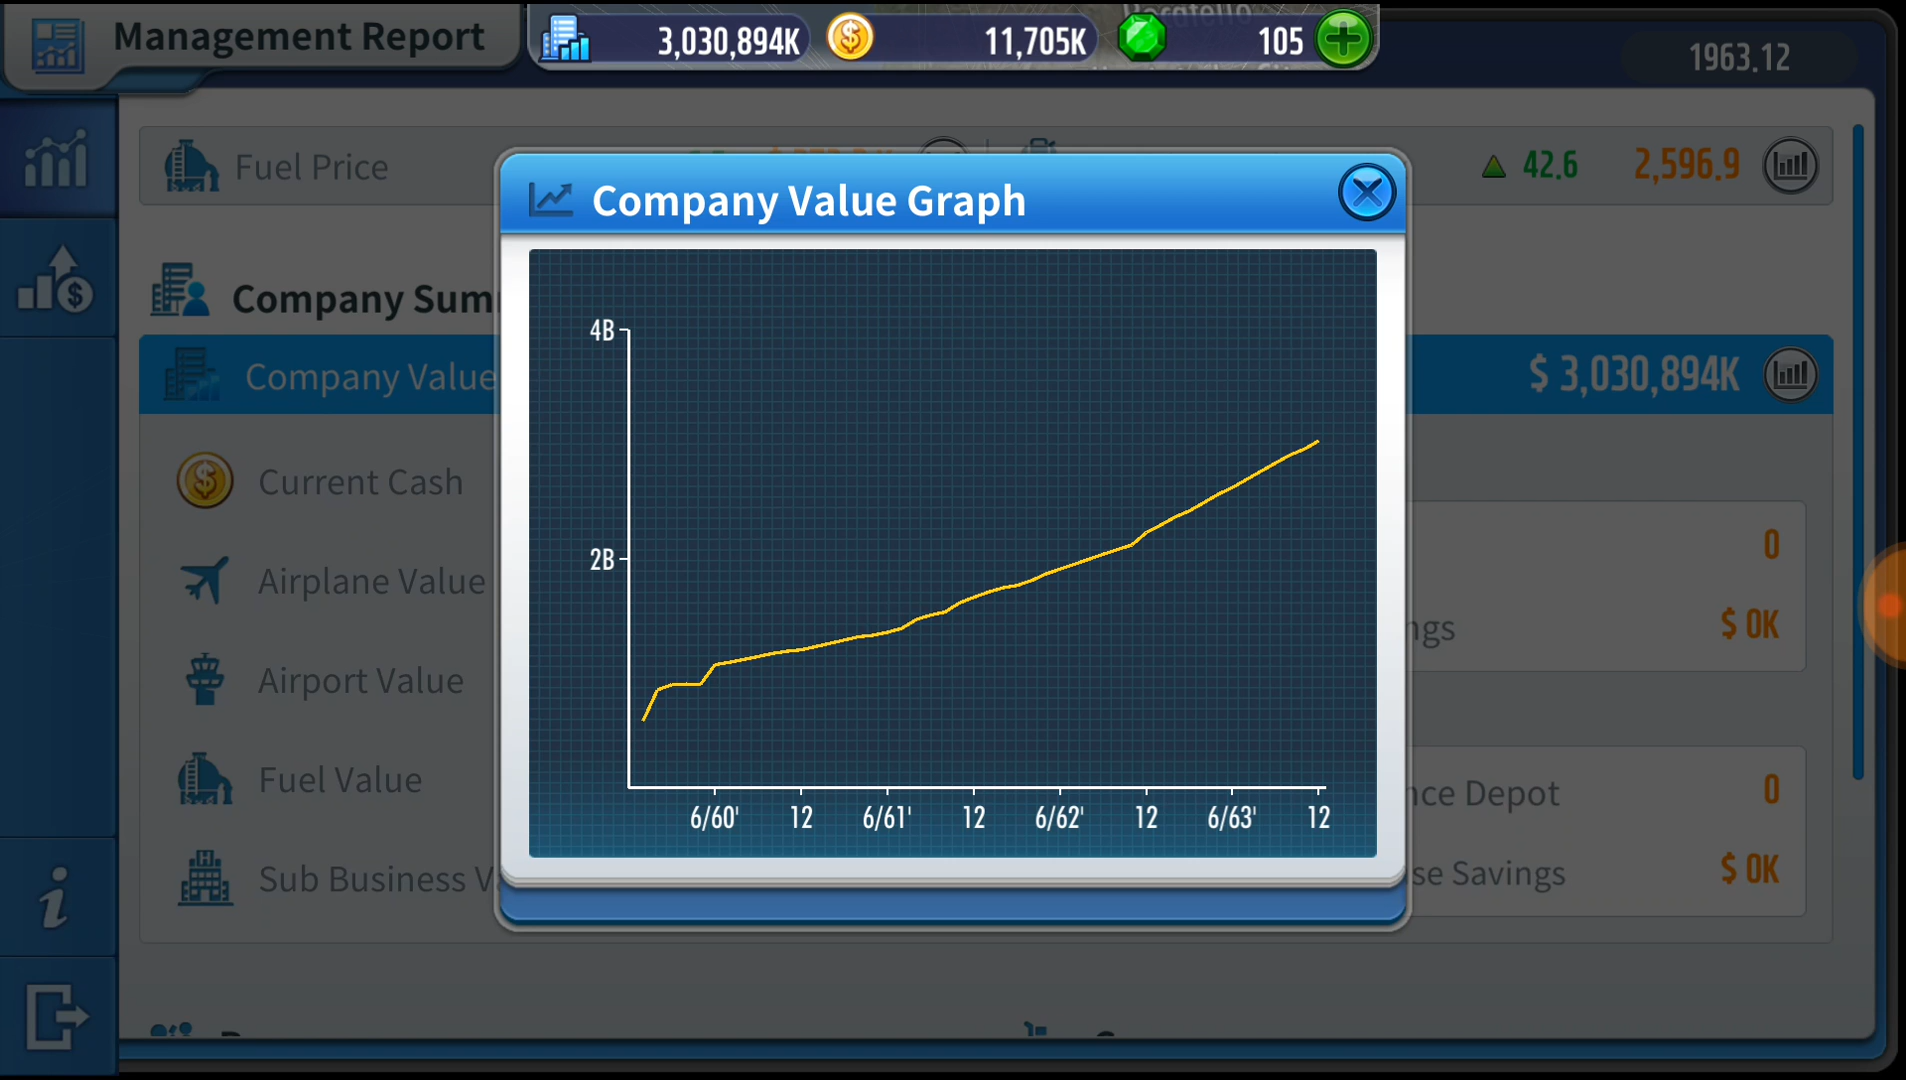 Management Report
3,030,894K
11,705K
105
1963.12
Fuel Price
42.6
2,596.9
Company Value Graph
Company Sum
Company Value
$ 3,030,894K
Current Cash
Airplane Value
Airport Value
Fuel Value
Sub Business V
4B
2B
6/60' 12 6/61' 12 6/62' 12 6/63' 12
0
ngs
$ 0K
nce Depot
0
se Savings
$ 0K